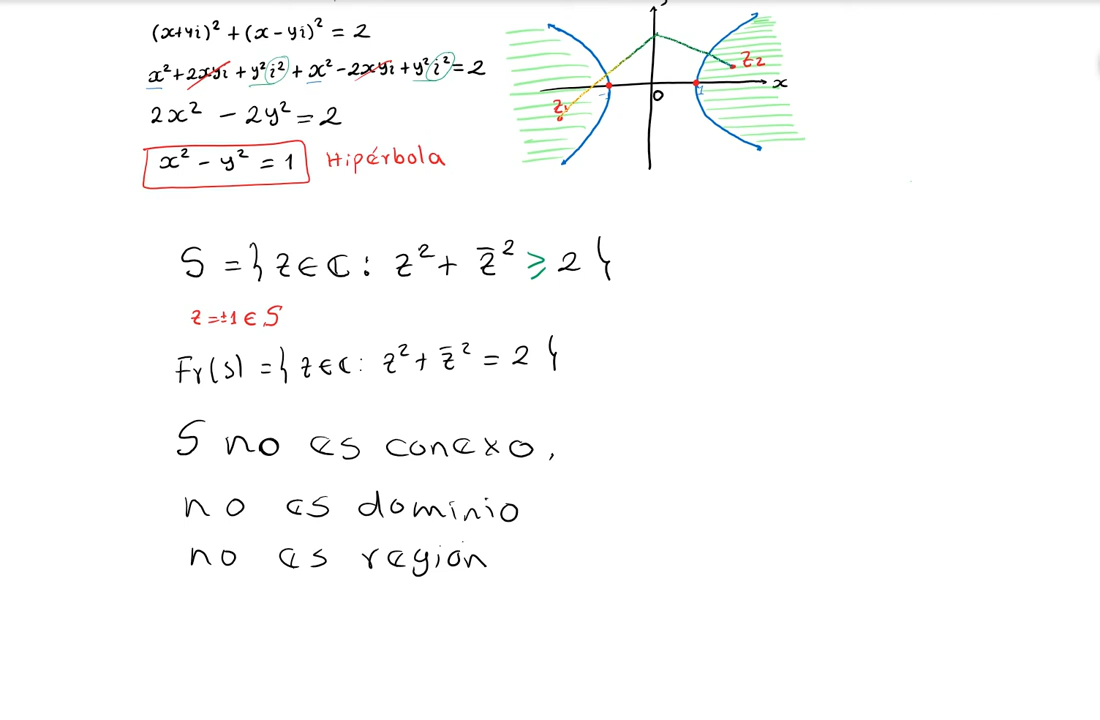 (x+yi)² + (x-yi)² = 2
x² + 2xyi + y²i² + x² - 2xyi + y²i² = 2
2x² - 2y² = 2
x² - y² = 1 Hipérbola
z₁ -1 0 1 z₂ x
S = } z ∈ ℂ : z² + z̄² ≥ 2 {
z = ±1 ∈ S
Fr(S) = } z ∈ ℂ : z² + z̄² = 2 {
S no es conexo,
no es dominio
no es región